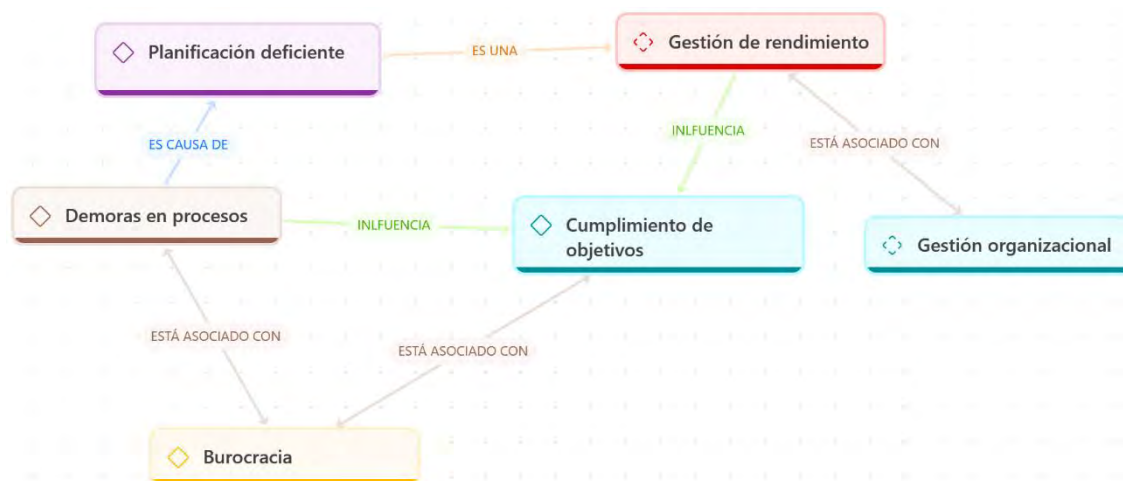 Planificación deficiente
ES UNA
Gestión de rendimiento
ES CAUSA DE
INLFUENCIA
ESTÁ ASOCIADO CON
Demoras en procesos
INLFUENCIA
Cumplimiento de
objetivos
Gestión organizacional
ESTÁ ASOCIADO CON
ESTÁ ASOCIADO CON
Burocracia